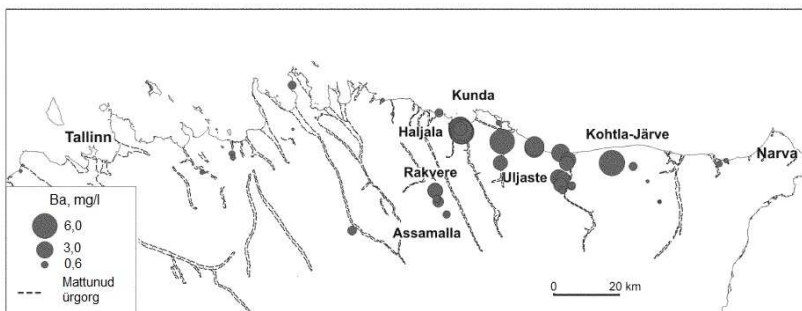 Kunda
Tallinn
Haljala
Kohtla-Järve
Narva
Rakvere
Uljaste
Assamalla
Ba, mg/l
6,0
3,0
0,6
Mattunud
ürgorg
0 20 km